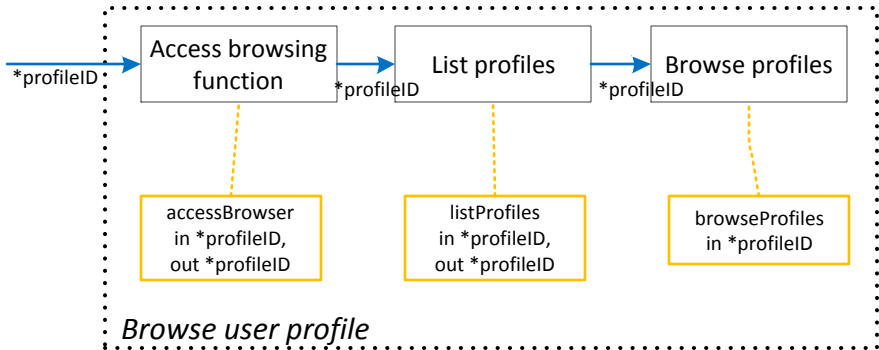 Access browsing
function
List profiles
Browse profiles
*profileID
*profileID
*profileID
accessBrowser
in *profileID,
out *profileID
listProfiles
in *profileID,
out *profileID
browseProfiles
in *profileID
Browse user profile